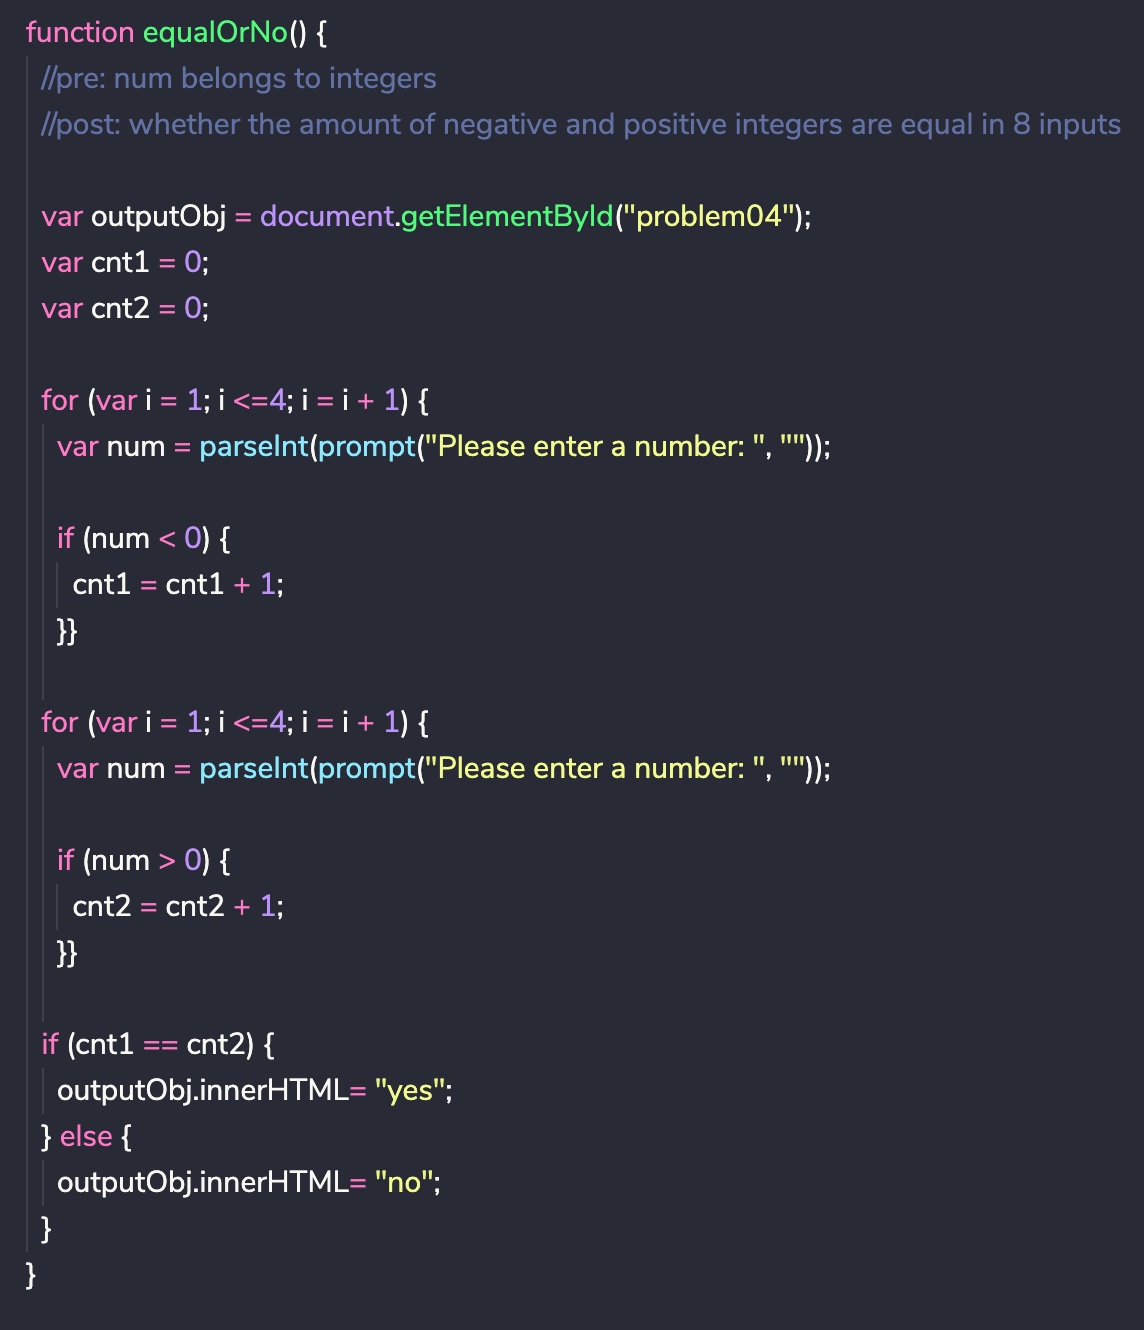 function equalOrNo() {
//pre: num belongs to integers
//post: whether the amount of negative and positive integers are equal in 8 inputs
var outputObj = document.getElementById("problem04");
var cnt1 = 0;
var cnt2 = 0;
for (var i = 1; i <=4; i = i + 1) {
var num = parseInt(prompt("Please enter a number: ", ""));
if (num < 0) {
cnt1 = cnt1 + 1;
}}
for (var i = 1; i <=4; i = i + 1) {
var num = parseInt(prompt("Please enter a number: ", ""));
if (num > 0) {
cnt2 = cnt2 + 1;
}}
if (cnt1 == cnt2) {
outputObj.innerHTML= "yes";
} else {
outputObj.innerHTML= "no";
}
}